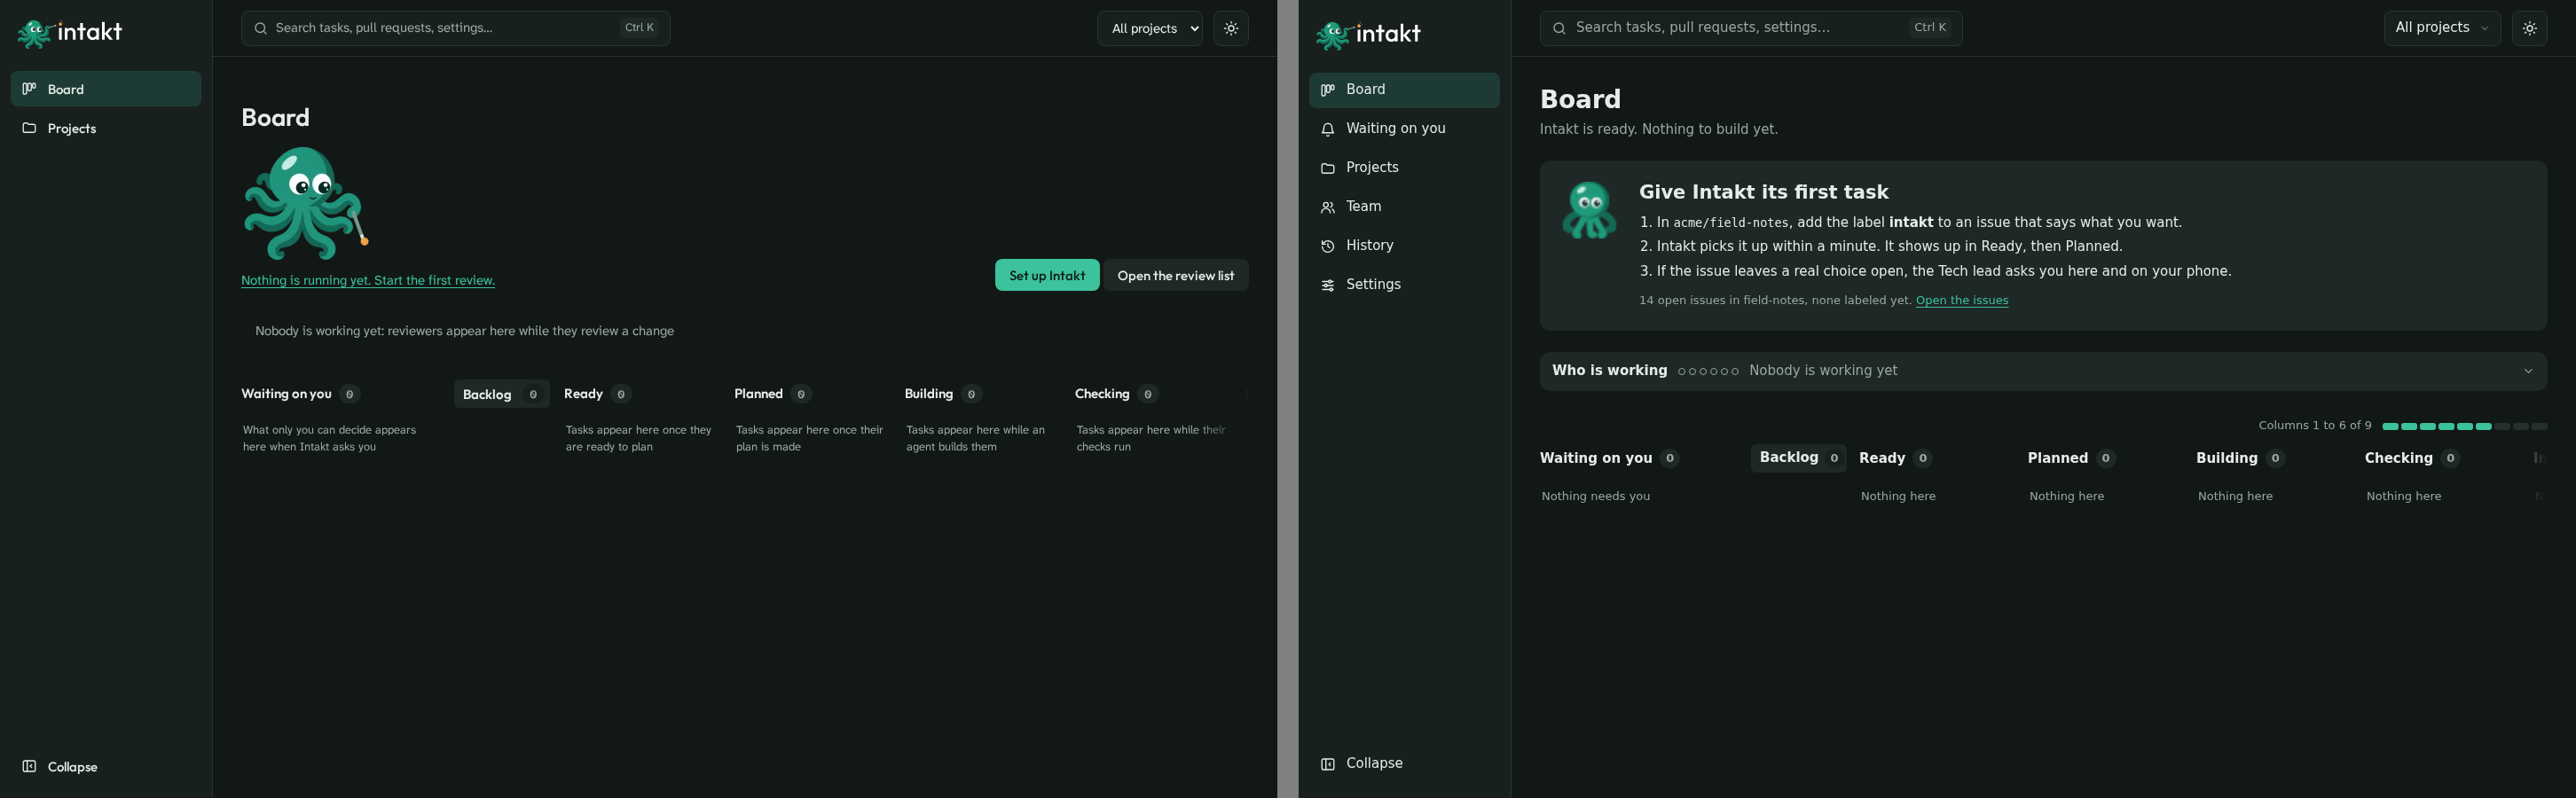 intakt
Search tasks, pull requests, settings...
Ctrl K
All projects
Board
Projects
Board
Nothing is running yet. Start the first review.
Set up Intakt
Open the review list
Nobody is working yet: reviewers appear here while they review a change
Waiting on you 0
Backlog 0
Ready 0
Planned 0
Building 0
Checking 0
What only you can decide appears
here when Intakt asks you
Tasks appear here once they
are ready to plan
Tasks appear here once their
plan is made
Tasks appear here while an
agent builds them
Tasks appear here while their
checks run
Collapse
intakt
Search tasks, pull requests, settings...
Ctrl K
All projects
Board
Waiting on you
Projects
Team
History
Settings
Board
Intakt is ready. Nothing to build yet.
Give Intakt its first task
1. In acme/field-notes, add the label intakt to an issue that says what you want.
2. Intakt picks it up within a minute. It shows up in Ready, then Planned.
3. If the issue leaves a real choice open, the Tech lead asks you here and on your phone.
14 open issues in field-notes, none labeled yet. Open the issues
Who is working
Nobody is working yet
Columns 1 to 6 of 9
Waiting on you 0
Backlog 0
Ready 0
Planned 0
Building 0
Checking 0
Nothing needs you
Nothing here
Nothing here
Nothing here
Nothing here
Collapse